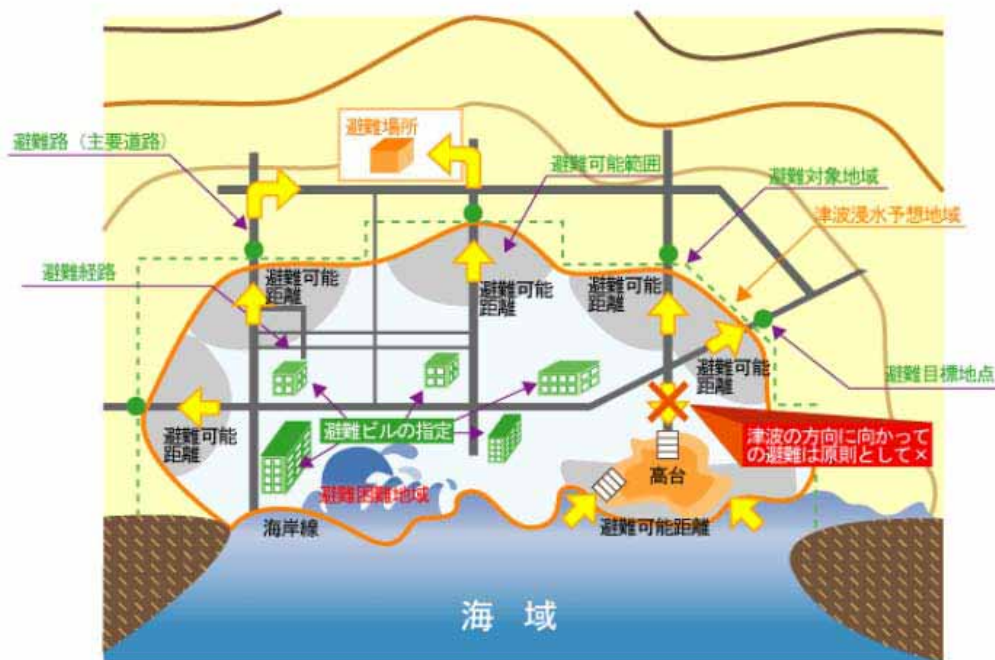 避難場所
避難路（主要道路）
避難可能範囲
避難対象地域
津波浸水予想地域
避難経路
避難可能
距離
避難可能
距離
避難可能
距離
避難可能
距離
避難目標地点
避難可能
距離
避難ビルの指定
津波の方向に向かって
の避難は原則として×
高台
避難困難地域
海岸線
避難可能距離
海域